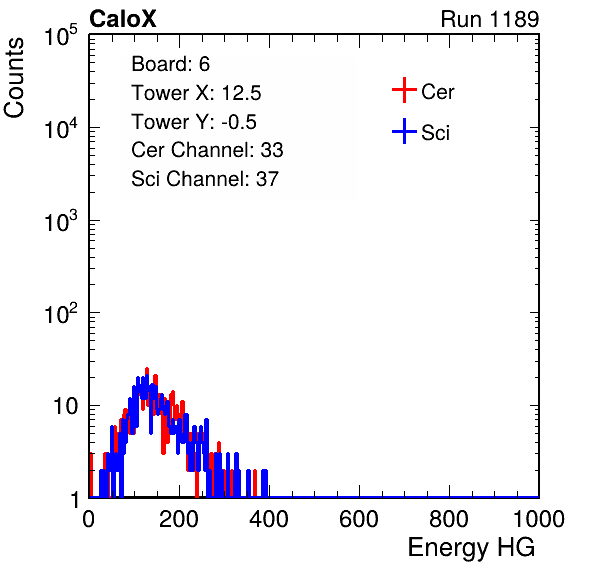 CaloX Run 1189
Counts
Board: 6
Tower X: 12.5
Tower Y: -0.5
Cer Channel: 33
Sci Channel: 37
Cer
Sci
10^5
10^4
10^3
10^2
10
1
0 200 400 600 800 1000
Energy HG